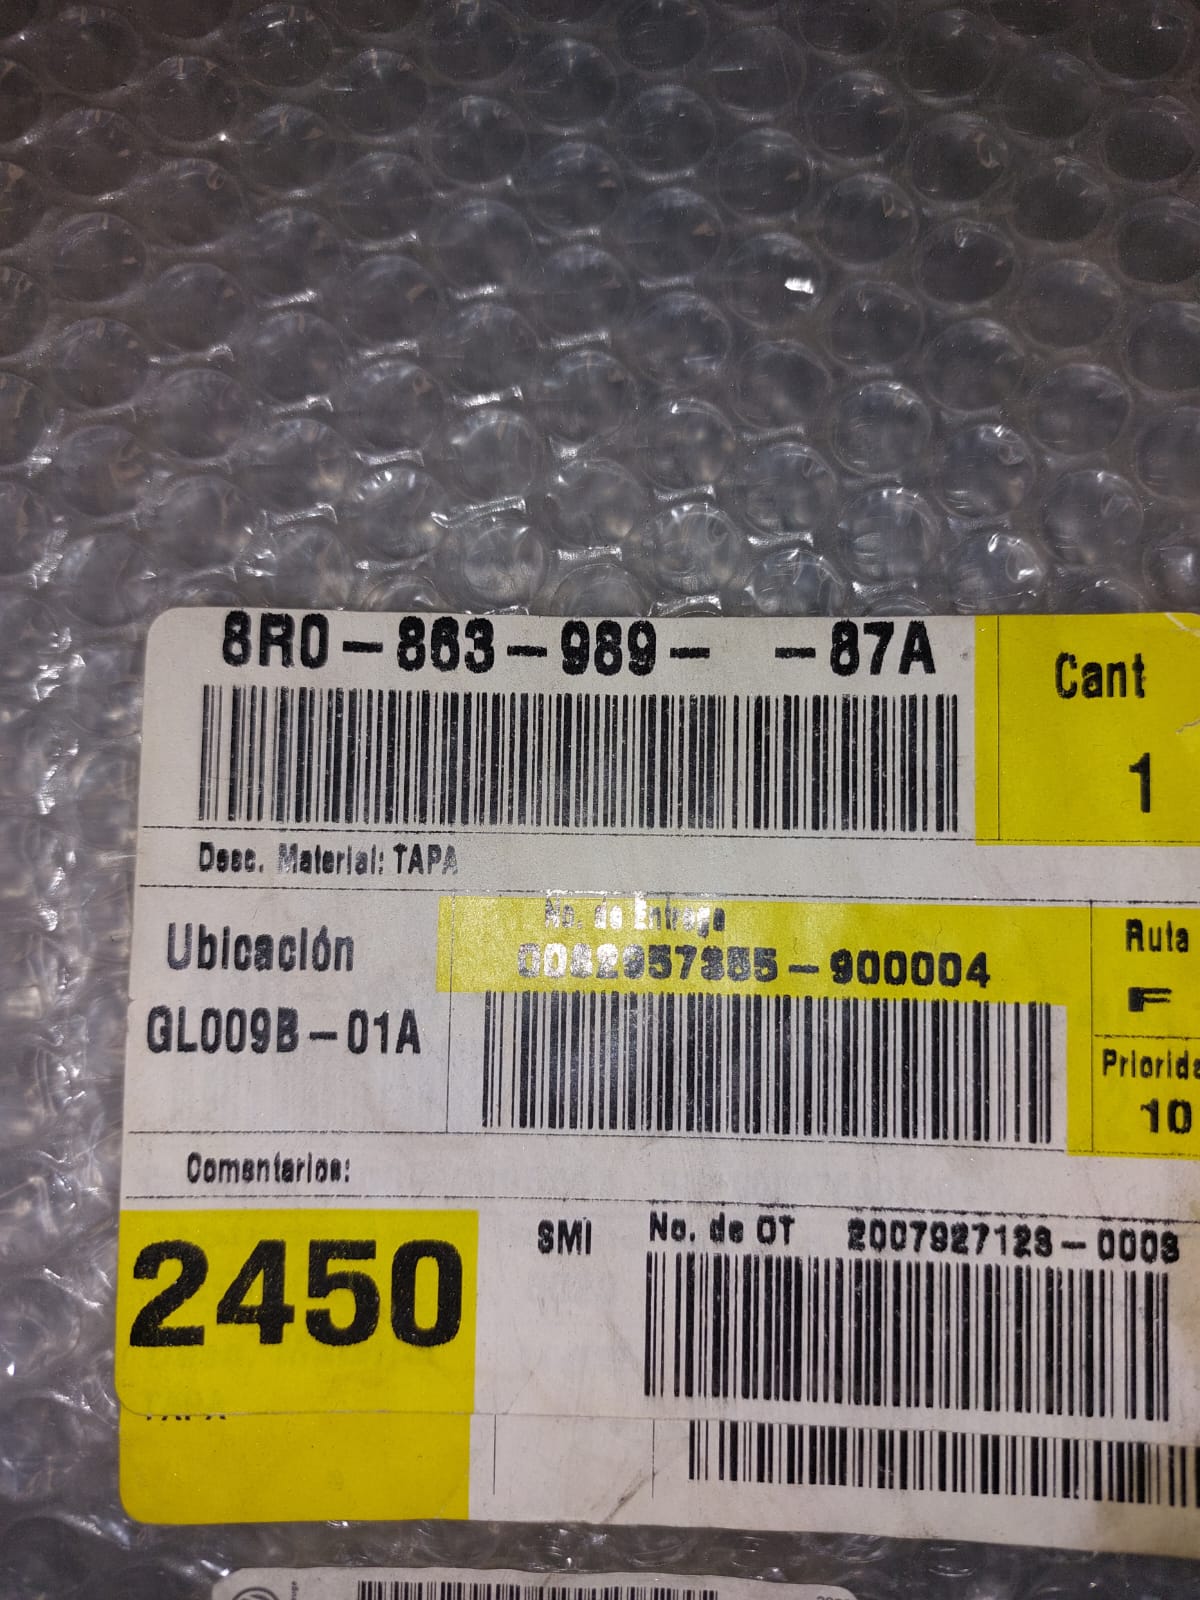 8R0-863-989- -87A
Cant
1
Desc. Material: TAPA
Ubicación
No. de Entrega
0082957355-900004
Ruta
F
GL009B-01A
10
Comentarios:
2450
SMI
No. de OT 2007927123-0008
TAPA